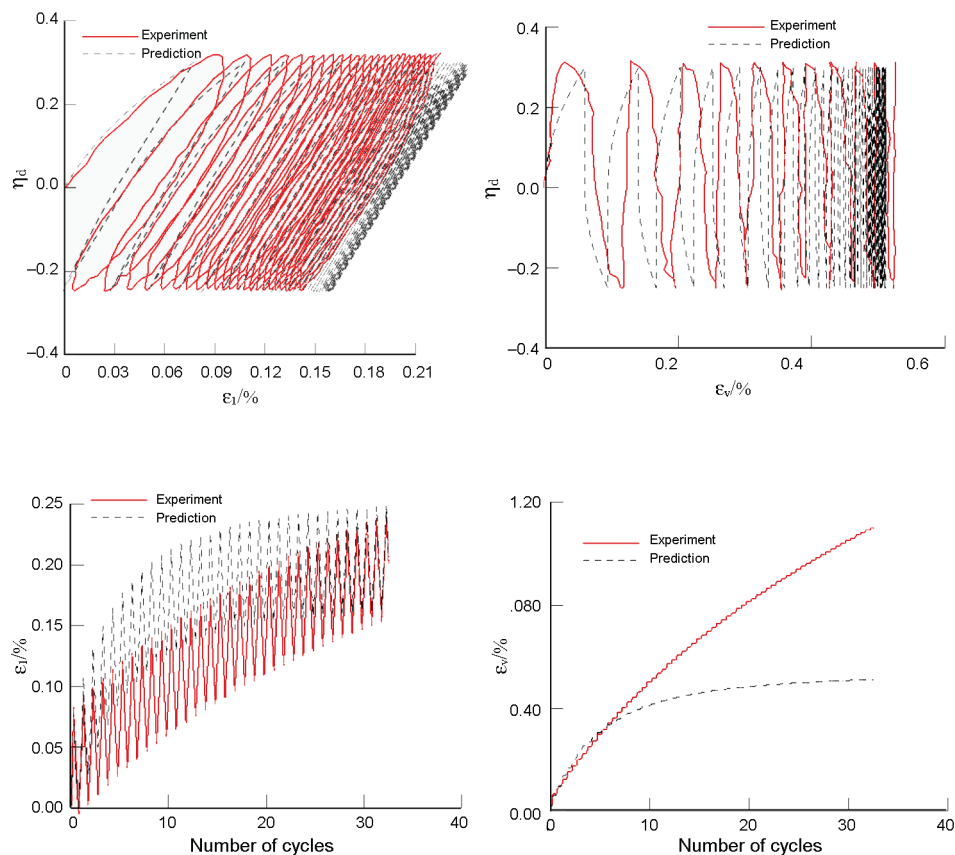 0.4
Experiment
Prediction
0.2
0.0
−0.2
−0.4
η_d
0 0.03 0.06 0.09 0.12 0.15 0.18 0.21
ε₁/%
0.4
Experiment
Prediction
0.2
0.0
−0.2
−0.4
η_d
0 0.2 0.4 0.6
ε_v/%
Experiment
Prediction
0.25
0.20
0.15
0.10
0.05
0.00
ε₁/%
0 10 20 30 40
Number of cycles
1.20
Experiment
Prediction
0.080
0.40
0.00
ε_v/%
0 10 20 30 40
Number of cycles